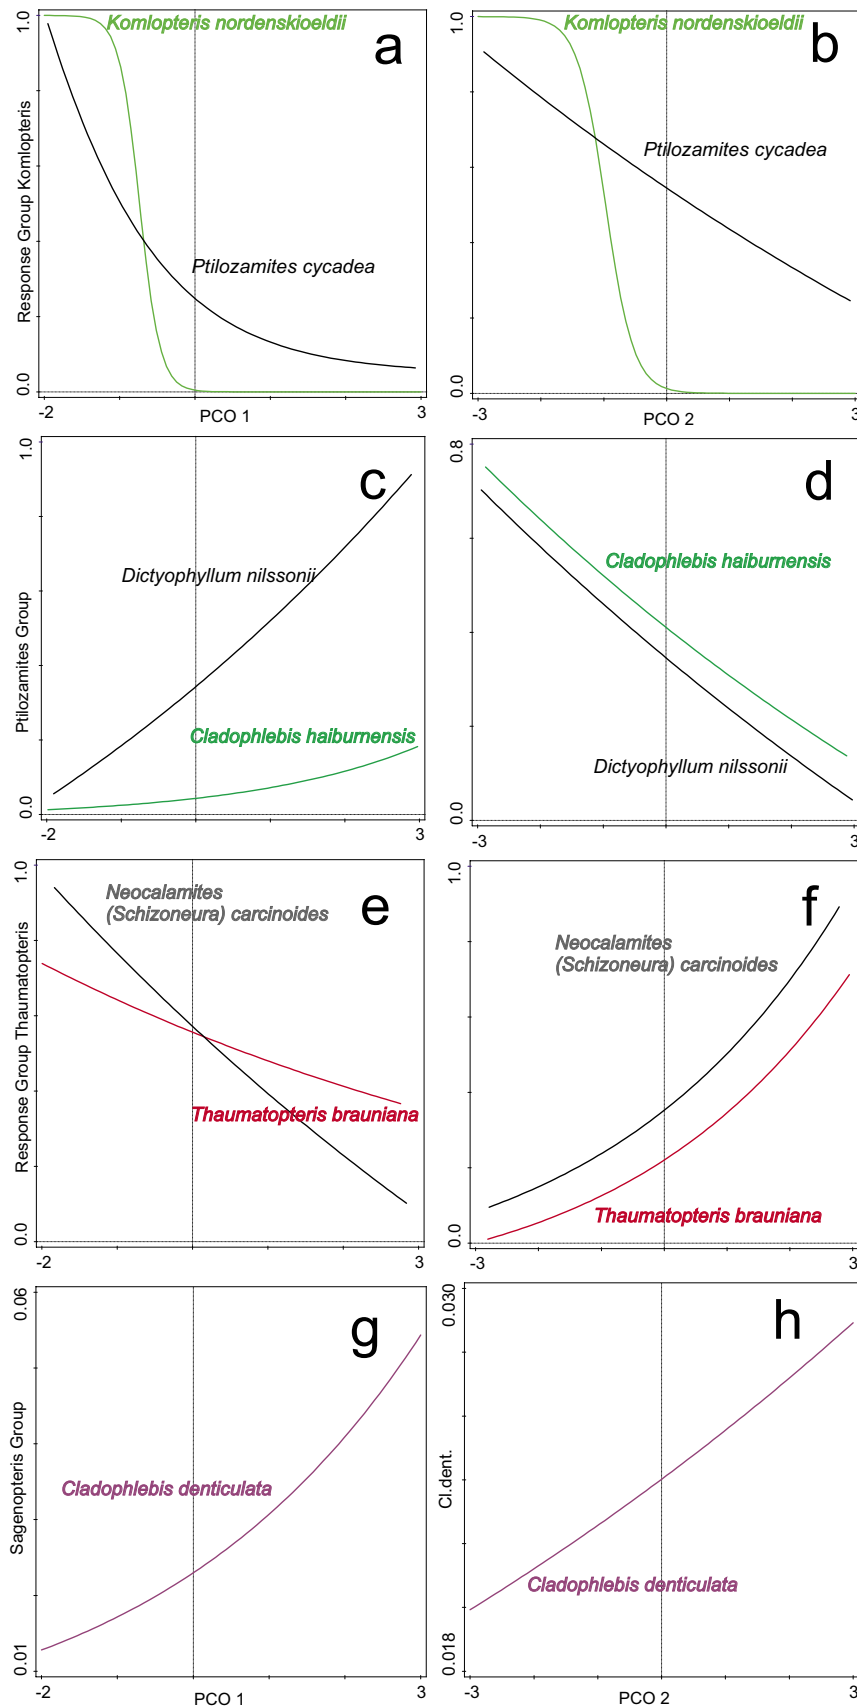 Komlopteris nordenskioeldii
a
1.0
Response Group Komlopteris
Ptilozamites cycadea
0.0
-2
PCO 1
3
Komlopteris nordenskioeldii
b
1.0
Ptilozamites cycadea
0.0
-3
PCO 2
3
1.0
c
Dictyophyllum nilssonii
Ptilozamites Group
Cladophlebis haiburnensis
0.0
-2
3
0.8
d
Cladophlebis haiburnensis
Dictyophyllum nilssonii
0.0
-3
3
1.0
Neocalamites
(Schizoneura) carcinoides
e
Response Group Thaumatopteris
Thaumatopteris brauniana
0.0
-2
3
1.0
f
Neocalamites
(Schizoneura) carcinoides
Thaumatopteris brauniana
0.0
-3
3
0.06
g
Sagenopteris Group
Cladophlebis denticulata
0.01
-2
PCO 1
3
0.030
h
Cl.dent.
Cladophlebis denticulata
0.018
-3
PCO 2
3